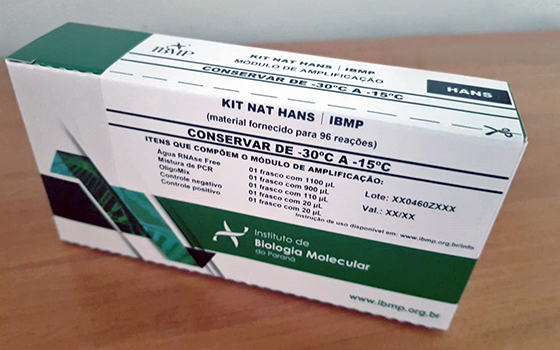 IBMP
KIT NAT HANS | IBMP
MÓDULO DE AMPLIFICAÇÃO
CONSERVAR DE -30°C A -15°C
HANS
KIT NAT HANS | IBMP
(material fornecido para 96 reações)
CONSERVAR DE -30°C A -15°C
ITENS QUE COMPÕEM O MÓDULO DE AMPLIFICAÇÃO:
Água RNAse Free 01 frasco com 1100 µL
Mistura de PCR 01 frasco com 900 µL
OligoMix 01 frasco com 110 µL
Controle negativo 01 frasco com 20 µL
Controle positivo 01 frasco com 20 µL
Lote: XX0460ZXXX
Val.: XX/XX
Instrução de uso disponível em: www.ibmp.org.br/info
Instituto de
Biologia Molecular
do Paraná
www.ibmp.org.br